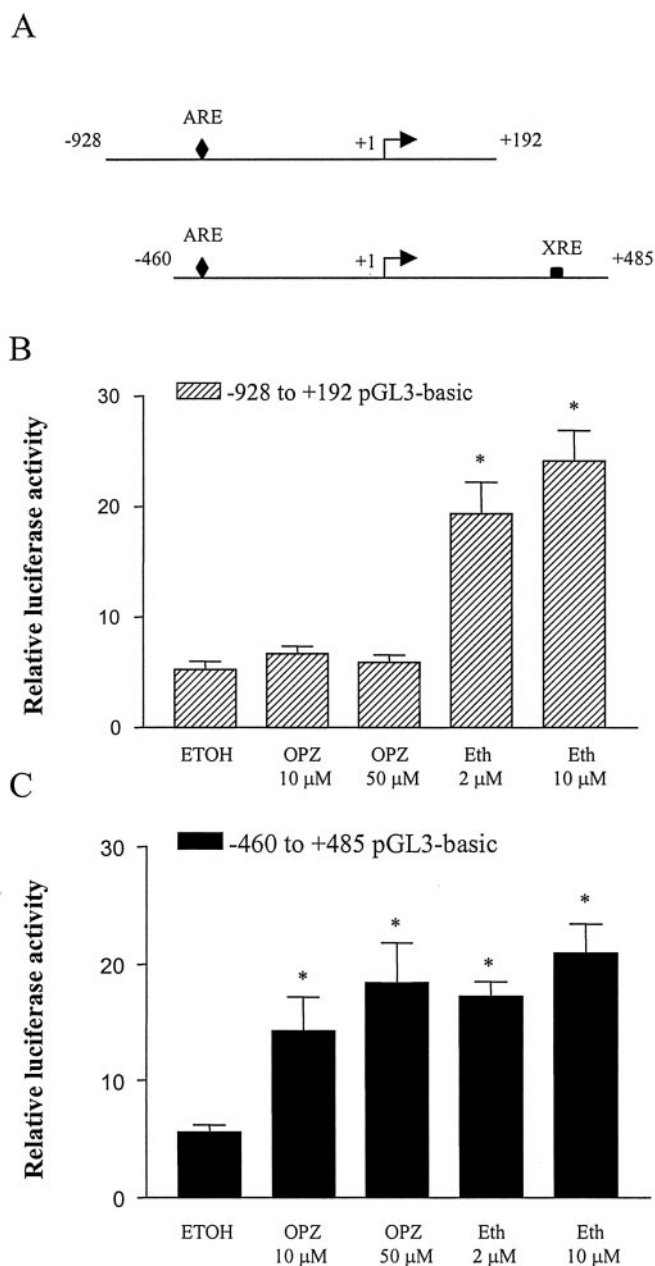 A
ARE
-928 +1 +192
ARE XRE
-460 +1 +485
B
-928 to +192 pGL3-basic
Relative luciferase activity
30
20
10
0
* *
ETOH OPZ OPZ Eth Eth
10 µM 50 µM 2 µM 10 µM
C
-460 to +485 pGL3-basic
Relative luciferase activity
30
20
10
0
* * * *
ETOH OPZ OPZ Eth Eth
10 µM 50 µM 2 µM 10 µM